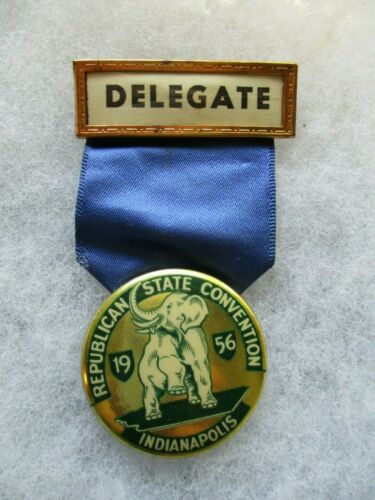 DELEGATE
REPUBLICAN STATE CONVENTION
19 56
INDIANAPOLIS